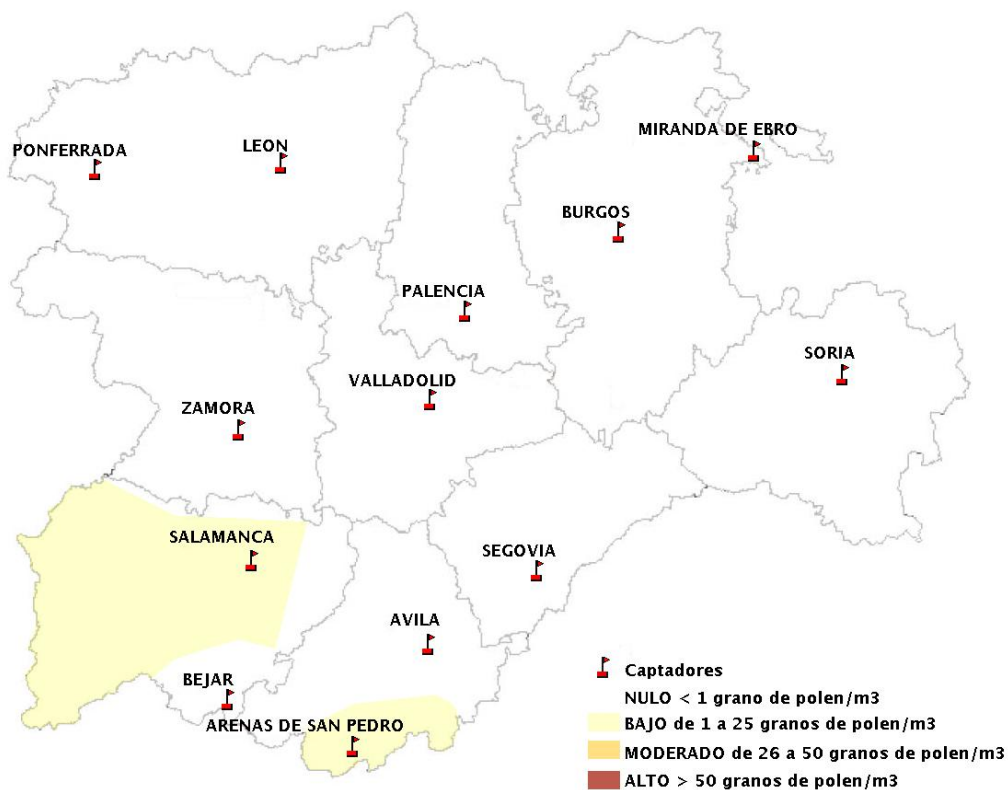 MIRANDA DE EBRO
PONFERRADA
LEON
BURGOS
PALENCIA
SORIA
VALLADOLID
ZAMORA
SALAMANCA
SEGOVIA
AVILA
BEJAR
ARENAS DE SAN PEDRO
Captadores
NULO < 1 grano de polen/m3
BAJO de 1 a 25 granos de polen/m3
MODERADO de 26 a 50 granos de polen/m3
ALTO > 50 granos de polen/m3